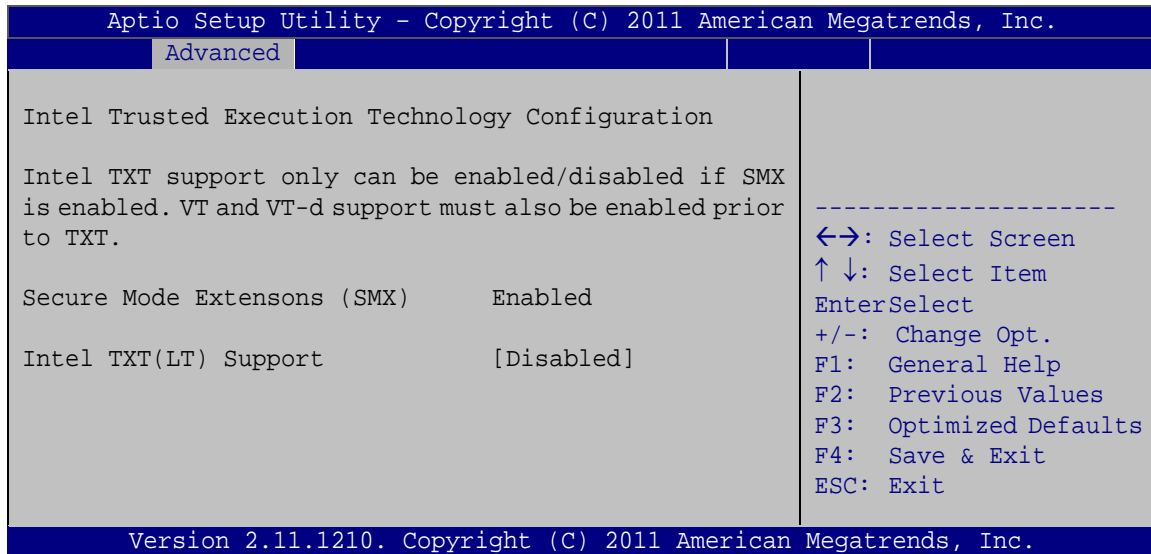 Aptio Setup Utility – Copyright (C) 2011 American Megatrends, Inc.
Advanced
Intel Trusted Execution Technology Configuration
Intel TXT support only can be enabled/disabled if SMX
is enabled. VT and VT-d support must also be enabled prior
to TXT.
Secure Mode Extensons (SMX) Enabled
Intel TXT(LT) Support [Disabled]
---------------------
←→: Select Screen
↑ ↓: Select Item
EnterSelect
+/-: Change Opt.
F1: General Help
F2: Previous Values
F3: Optimized Defaults
F4: Save & Exit
ESC: Exit
Version 2.11.1210. Copyright (C) 2011 American Megatrends, Inc.